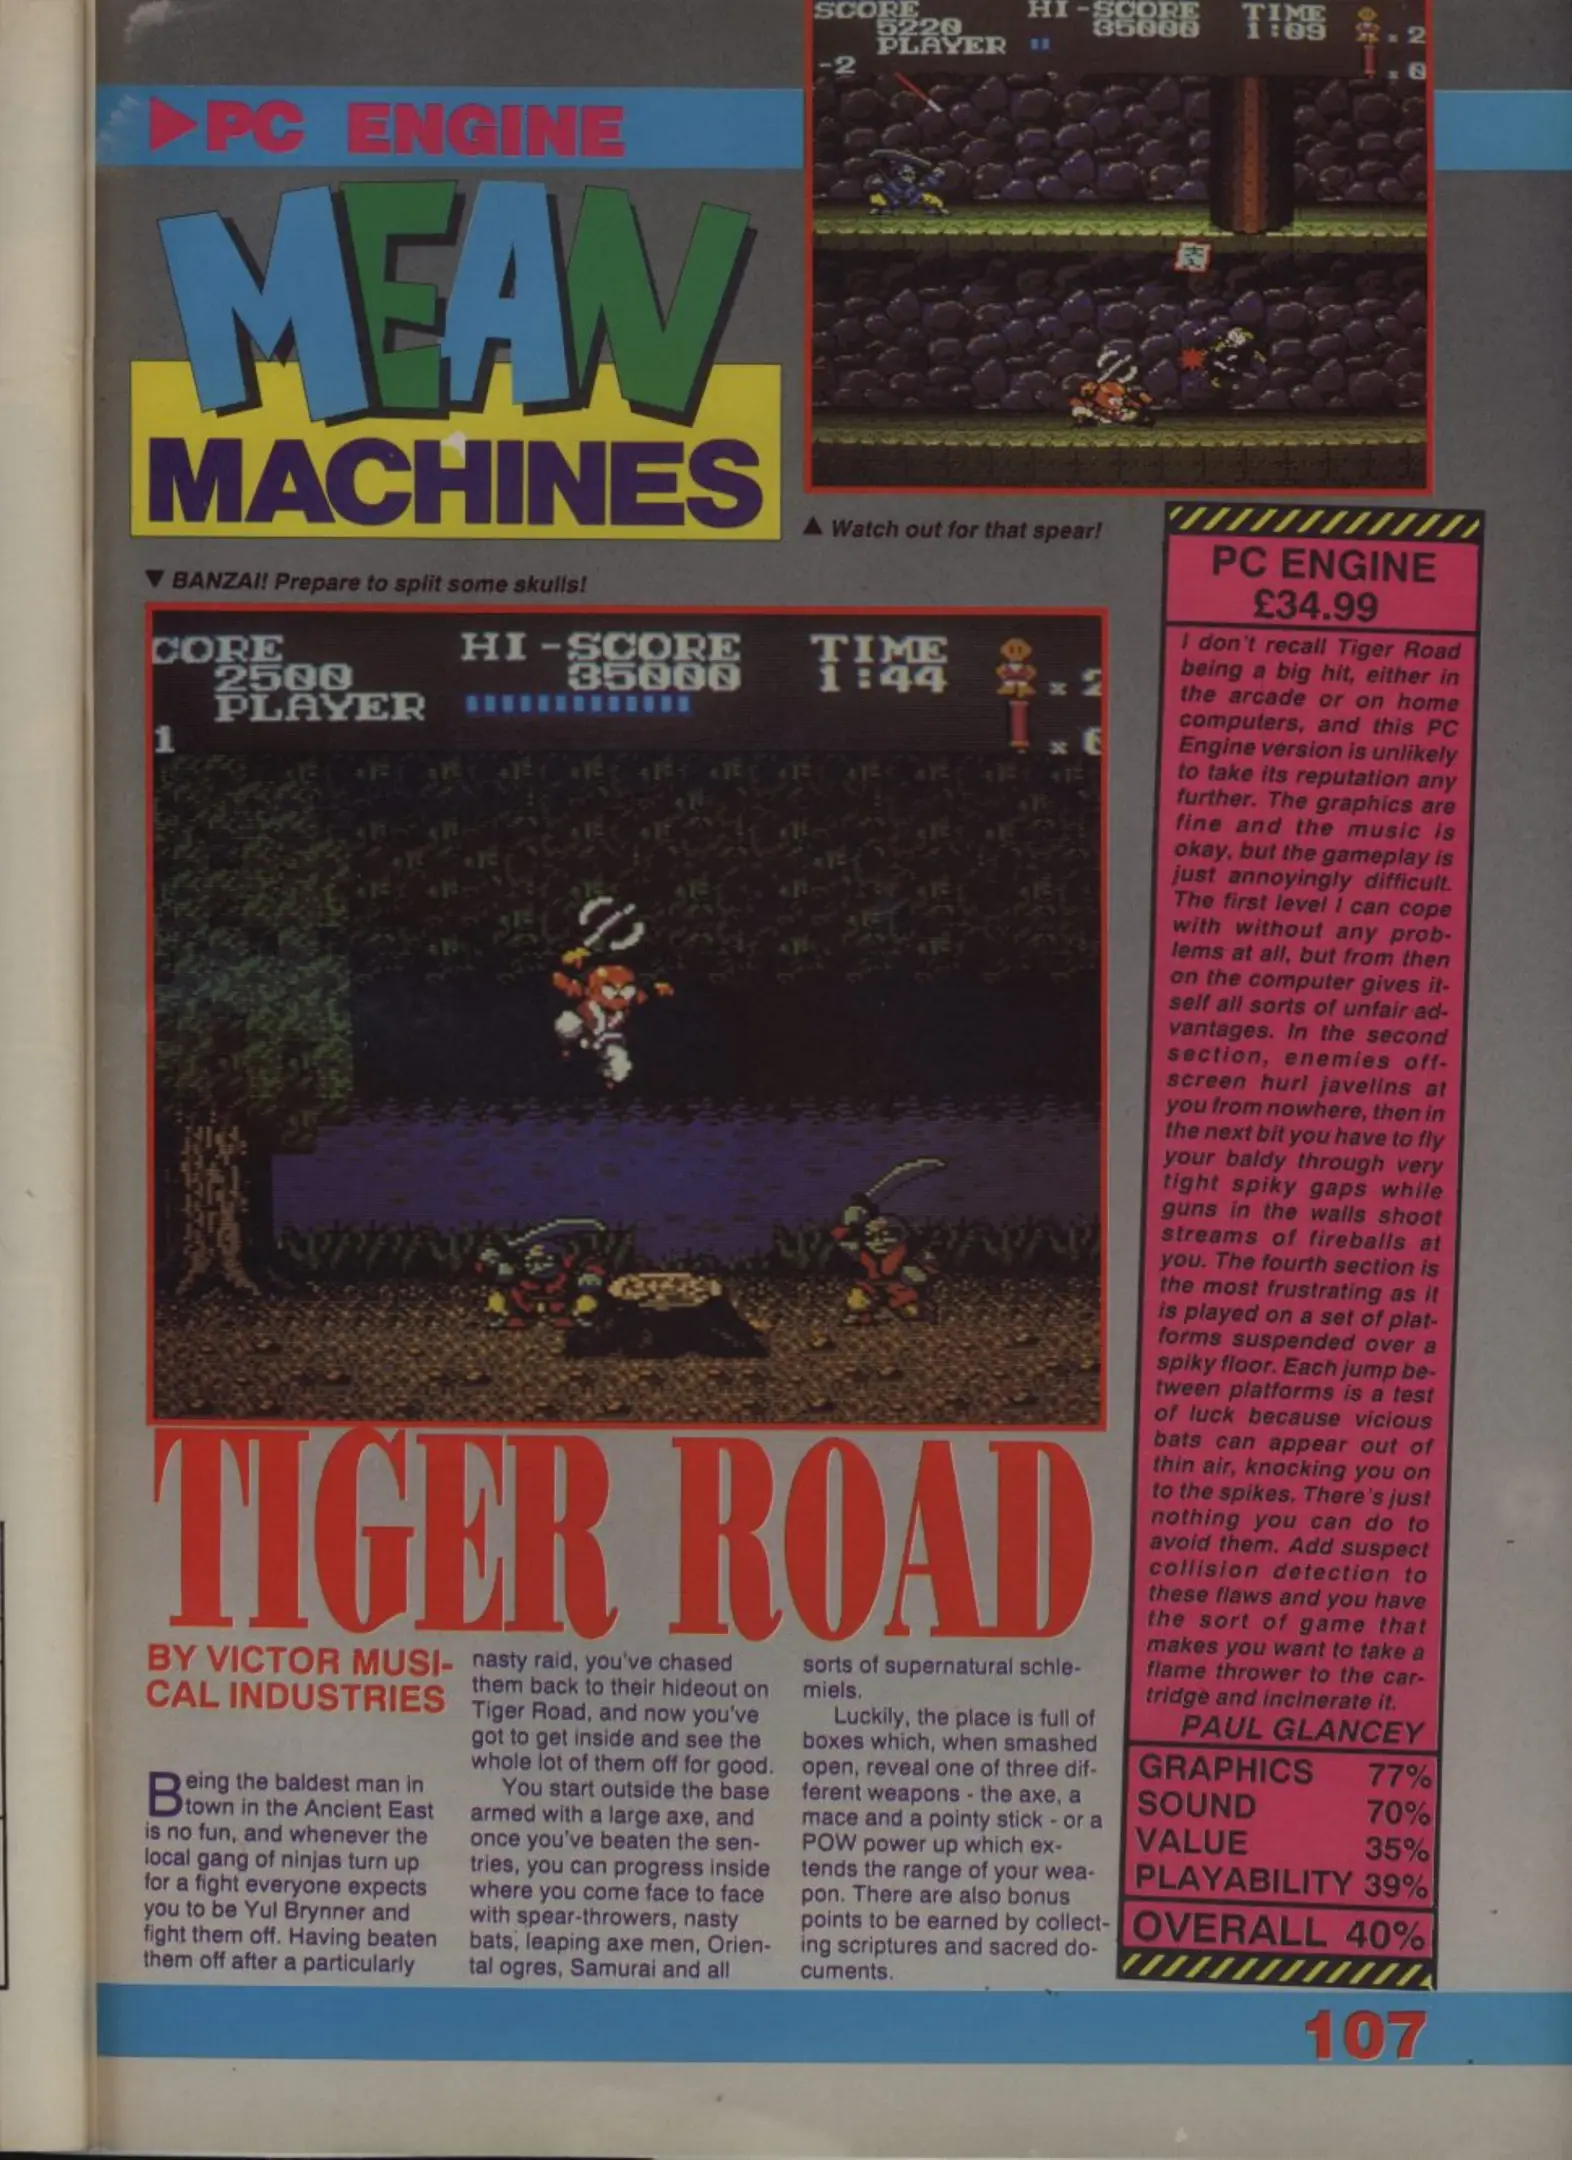 ▶PC ENGINE
MEAN
MACHINES
SCORE HI-SCORE TIME
5220 35000 1:09
PLAYER x 2
-2 x 0
▲ Watch out for that spear!
▼ BANZAI! Prepare to split some skulls!
CORE HI-SCORE TIME
2500 35000 1:44
PLAYER x 2
1 x
TIGER ROAD
BY VICTOR MUSI-
CAL INDUSTRIES
Being the baldest man in
town in the Ancient East
is no fun, and whenever the
local gang of ninjas turn up
for a fight everyone expects
you to be Yul Brynner and
fight them off. Having beaten
them off after a particularly
nasty raid, you've chased
them back to their hideout on
Tiger Road, and now you've
got to get inside and see the
whole lot of them off for good.
You start outside the base
armed with a large axe, and
once you've beaten the sen-
tries, you can progress inside
where you come face to face
with spear-throwers, nasty
bats, leaping axe men, Orien-
tal ogres, Samurai and all
sorts of supernatural schle-
miels.
Luckily, the place is full of
boxes which, when smashed
open, reveal one of three dif-
ferent weapons - the axe, a
mace and a pointy stick - or a
POW power up which ex-
tends the range of your wea-
pon. There are also bonus
points to be earned by collect-
ing scriptures and sacred do-
cuments.
PC ENGINE
£34.99
I don't recall Tiger Road
being a big hit, either in
the arcade or on home
computers, and this PC
Engine version is unlikely
to take its reputation any
further. The graphics are
fine and the music is
okay, but the gameplay is
just annoyingly difficult.
The first level I can cope
with without any prob-
lems at all, but from then
on the computer gives it-
self all sorts of unfair ad-
vantages. In the second
section, enemies off-
screen hurl javelins at
you from nowhere, then in
the next bit you have to fly
your baldy through very
tight spiky gaps while
guns in the walls shoot
streams of fireballs at
you. The fourth section is
the most frustrating as it
is played on a set of plat-
forms suspended over a
spiky floor. Each jump be-
tween platforms is a test
of luck because vicious
bats can appear out of
thin air, knocking you on
to the spikes. There's just
nothing you can do to
avoid them. Add suspect
collision detection to
these flaws and you have
the sort of game that
makes you want to take a
flame thrower to the car-
tridge and incinerate it.
PAUL GLANCEY
GRAPHICS 77%
SOUND 70%
VALUE 35%
PLAYABILITY 39%
OVERALL 40%
107